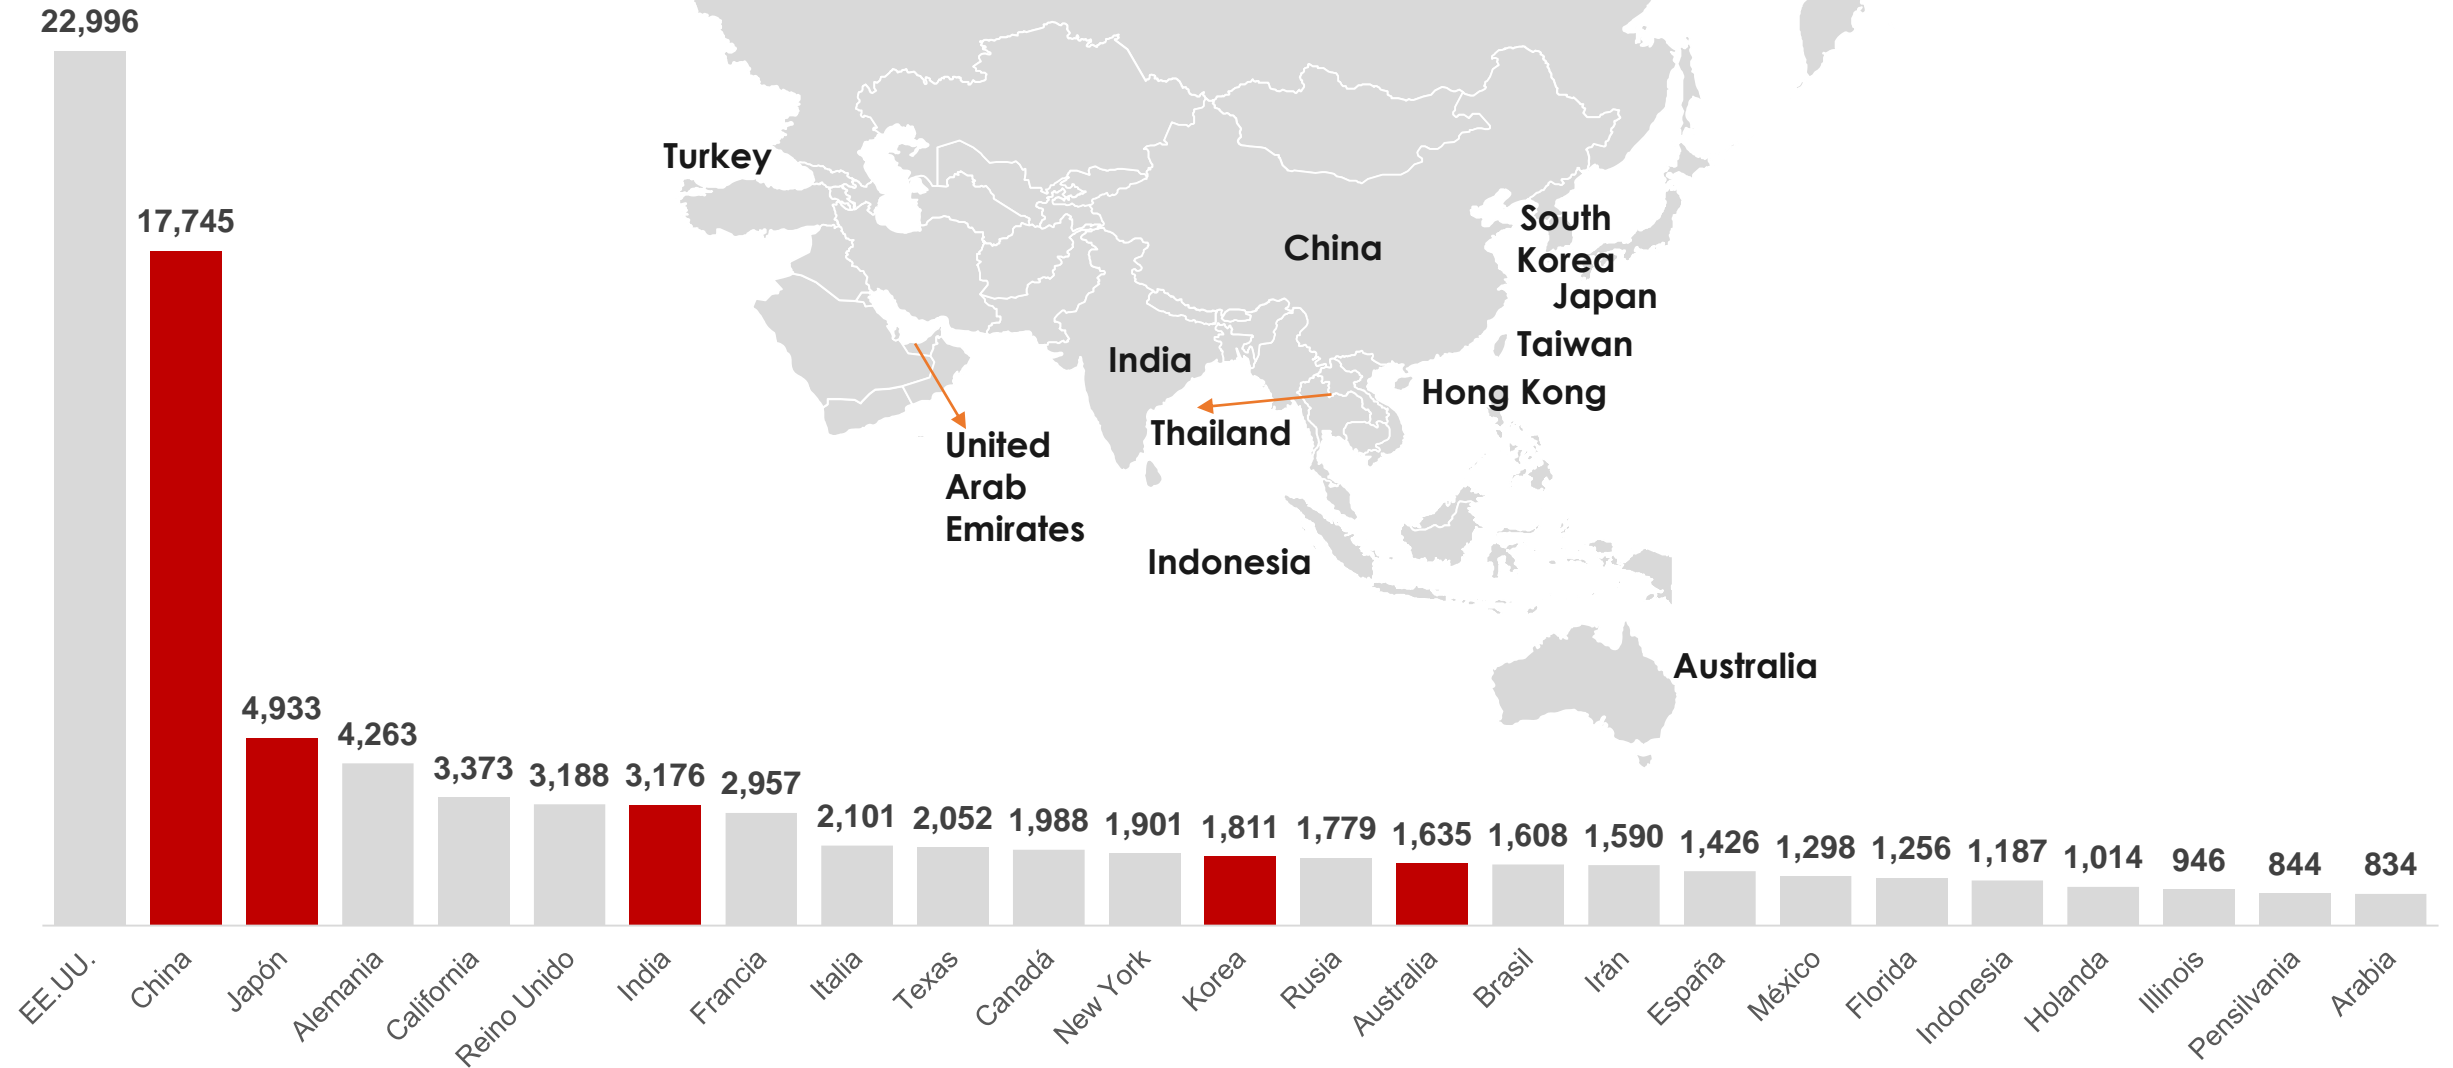 22,996
17,745
4,933
4,263
3,373
3,188
3,176
2,957
2,101
2,052
1,988
1,901
1,811
1,779
1,635
1,608
1,590
1,426
1,298
1,256
1,187
1,014
946
844
834
Turkey
China
South
Korea
Japan
Taiwan
Hong Kong
India
Thailand
United
Arab
Emirates
Indonesia
Australia
EE.UU.
China
Japón
Alemania
California
Reino Unido
India
Francia
Italia
Texas
Canadá
New York
Korea
Rusia
Australia
Brasil
Irán
España
México
Florida
Indonesia
Holanda
Illinois
Pensilvania
Arabia